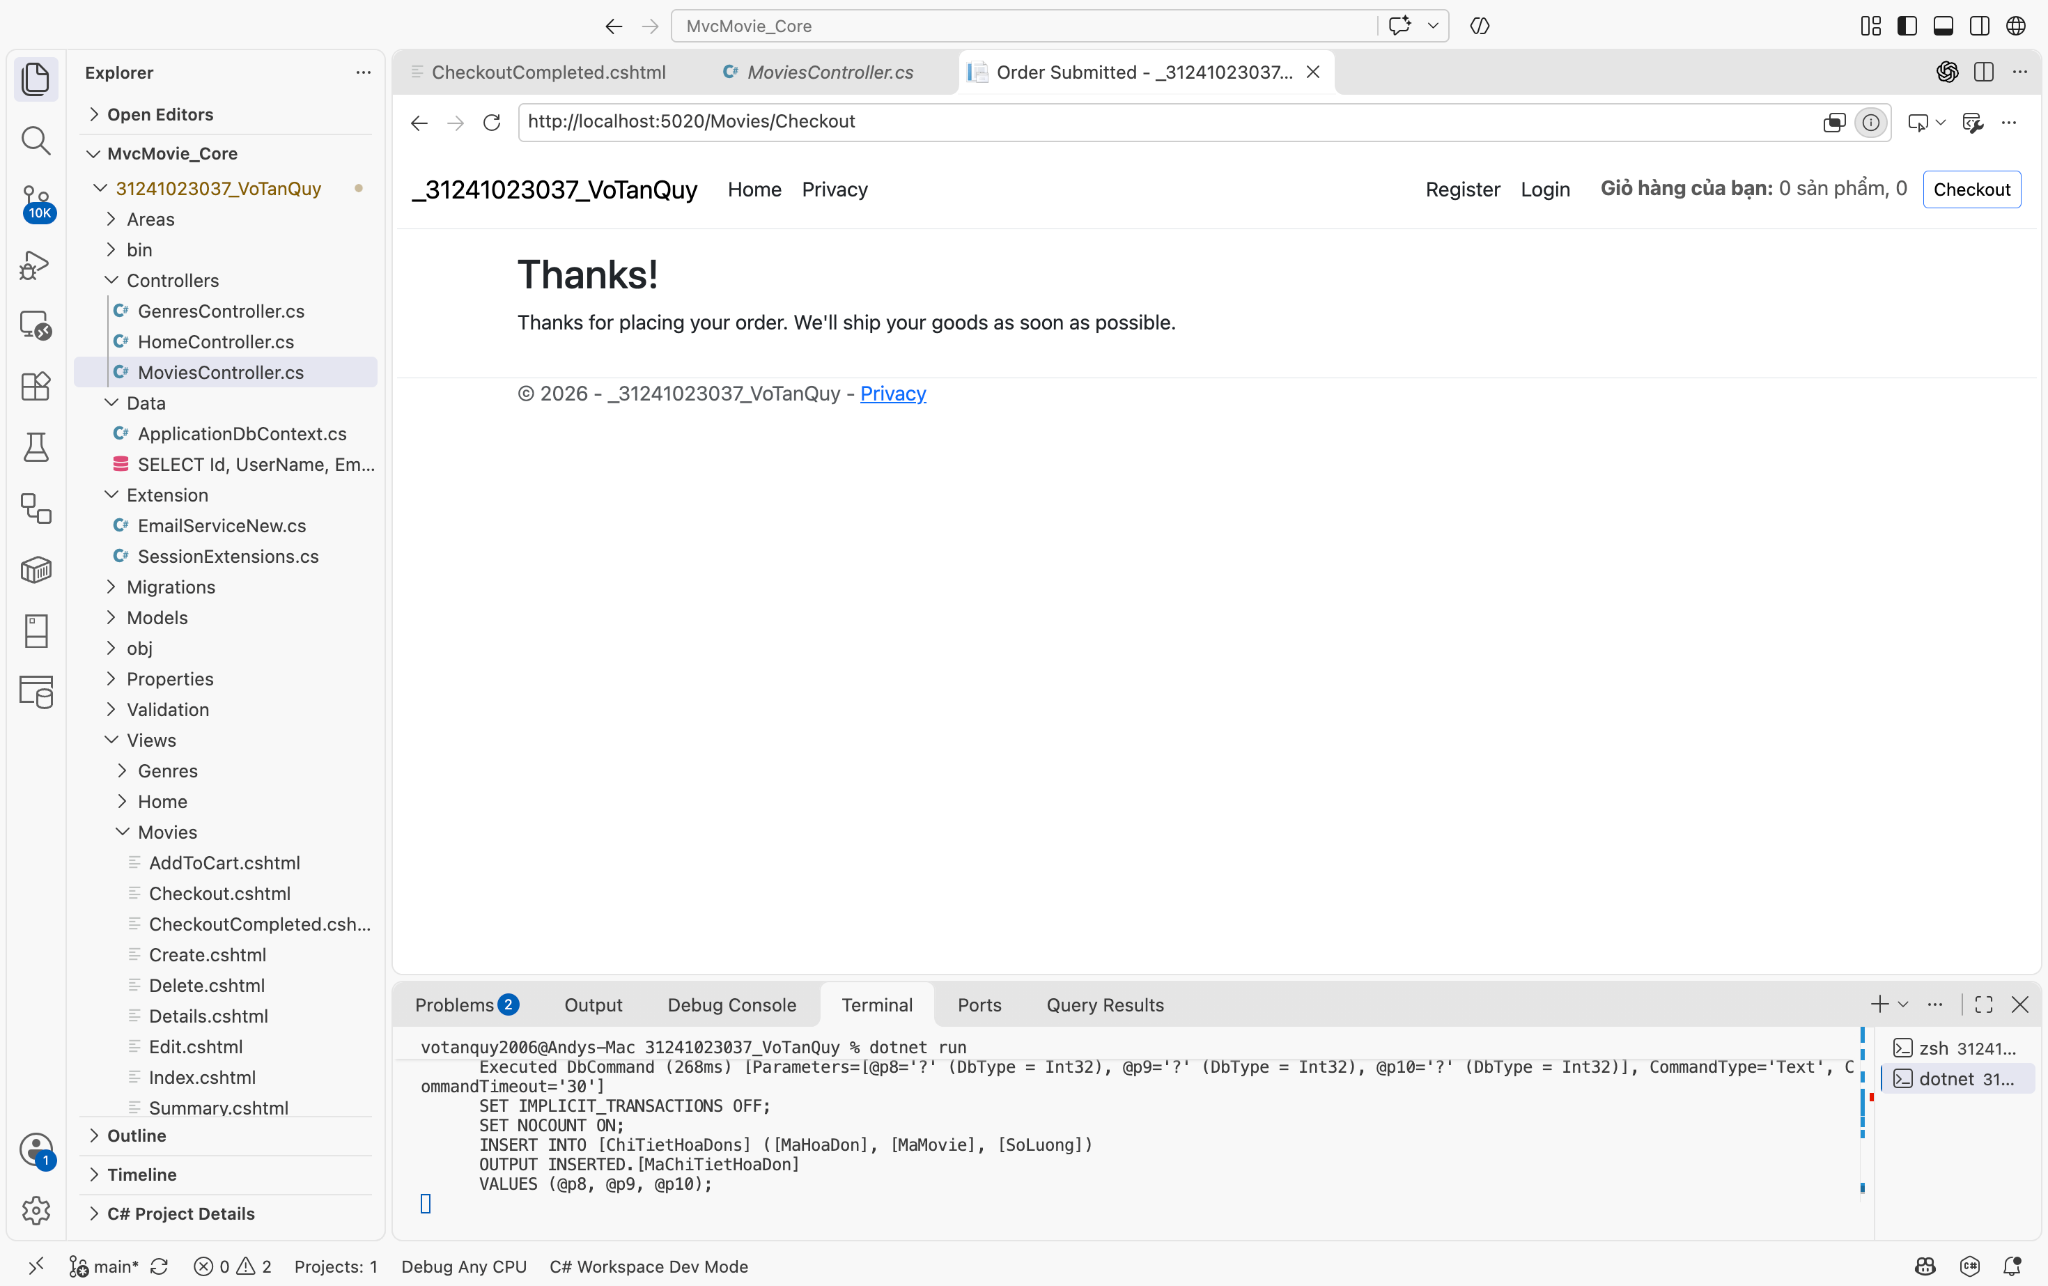 MvcMovie_Core
Explorer
Open Editors
MvcMovie_Core
31241023037_VoTanQuy
Areas
bin
Controllers
GenresController.cs
HomeController.cs
MoviesController.cs
Data
ApplicationDbContext.cs
SELECT Id, UserName, Em...
Extension
EmailServiceNew.cs
SessionExtensions.cs
Migrations
Models
obj
Properties
Validation
Views
Genres
Home
Movies
AddToCart.cshtml
Checkout.cshtml
CheckoutCompleted.csh...
Create.cshtml
Delete.cshtml
Details.cshtml
Edit.cshtml
Index.cshtml
Summary.cshtml
Outline
Timeline
C# Project Details
10K
1
CheckoutCompleted.cshtml
MoviesController.cs
Order Submitted - _31241023037...
http://localhost:5020/Movies/Checkout
_31241023037_VoTanQuy Home Privacy Register Login Giỏ hàng của bạn: 0 sản phẩm, 0 Checkout
Thanks!
Thanks for placing your order. We'll ship your goods as soon as possible.
© 2026 - _31241023037_VoTanQuy - Privacy
Problems 2 Output Debug Console Terminal Ports Query Results
votanquy2006@Andys-Mac 31241023037_VoTanQuy % dotnet run
Executed DbCommand (268ms) [Parameters=[@p8='?' (DbType = Int32), @p9='?' (DbType = Int32), @p10='?' (DbType = Int32)], CommandType='Text', C
ommandTimeout='30']
SET IMPLICIT_TRANSACTIONS OFF;
SET NOCOUNT ON;
INSERT INTO [ChiTietHoaDons] ([MaHoaDon], [MaMovie], [SoLuong])
OUTPUT INSERTED.[MaChiTietHoaDon]
VALUES (@p8, @p9, @p10);
zsh 31241...
dotnet 31...
main* 0 2 Projects: 1 Debug Any CPU C# Workspace Dev Mode